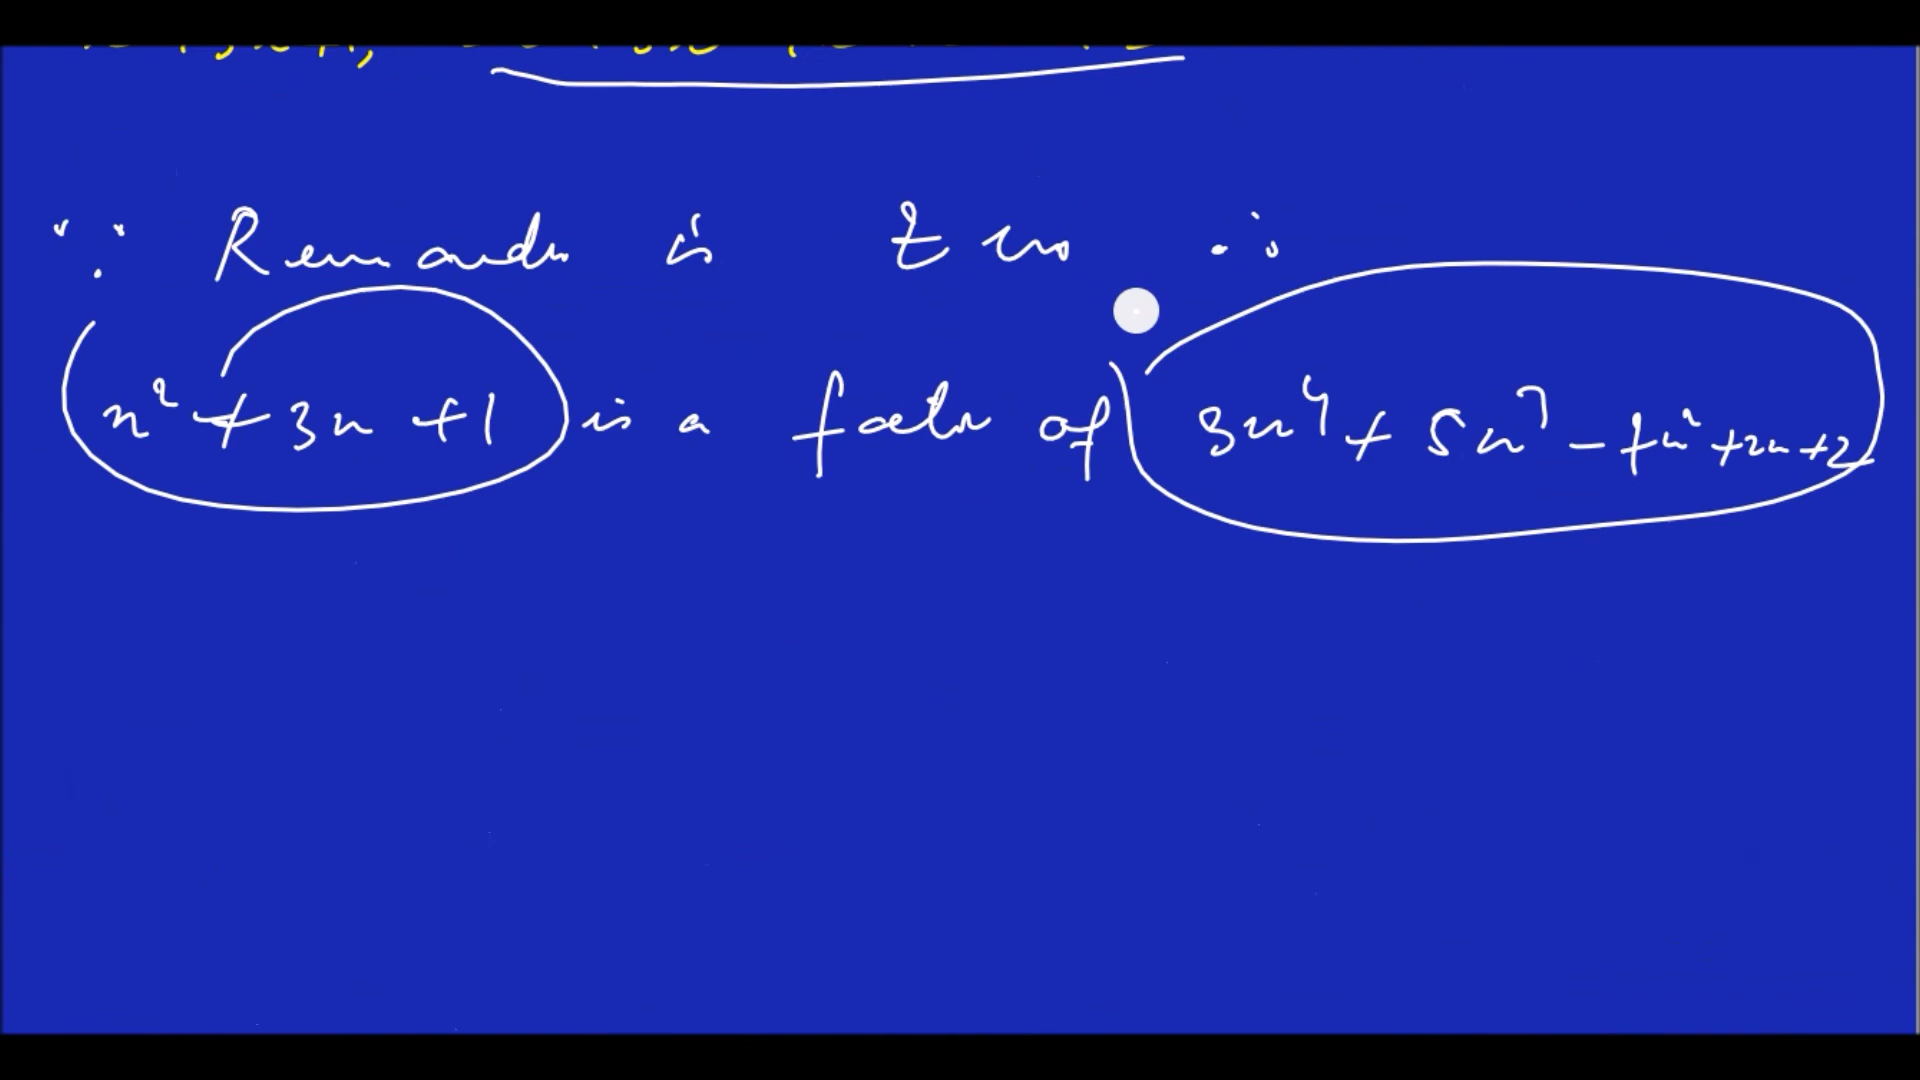 ∵ Remainder is zero ∴
x² + 3x + 1 is a factor of 3x⁴ + 5x³ - 7x² + 2x + 2